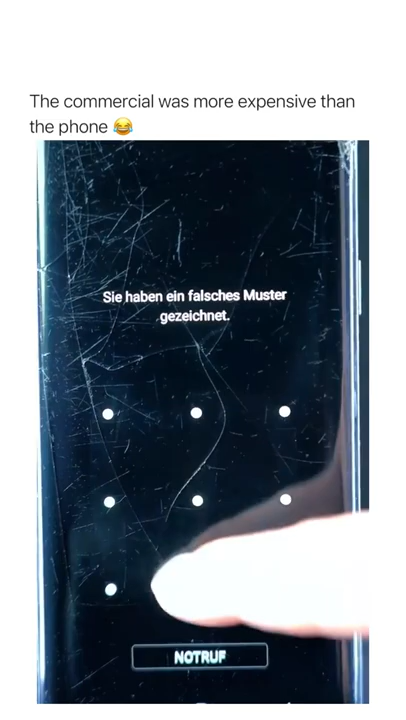 The commercial was more expensive than
the phone 😂
Sie haben ein falsches Muster
gezeichnet.
NOTRUF